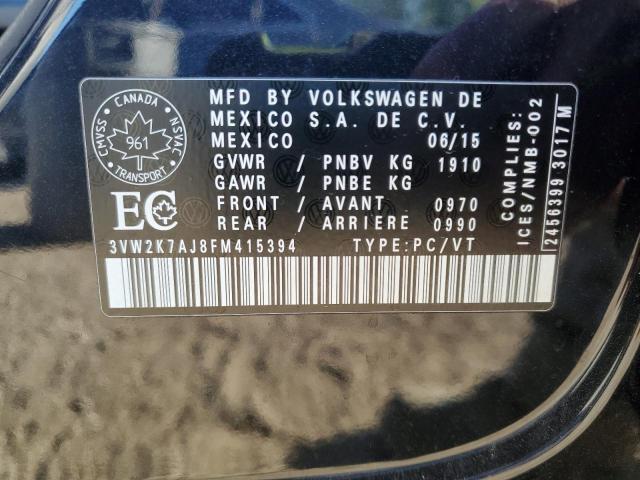 CANADA
CMVSS
NSVAC
961
TRANSPORT
EC
MFD BY VOLKSWAGEN DE
MEXICO S.A. DE C.V.
MEXICO 06/15
GVWR / PNBV KG 1910
GAWR / PNBE KG
FRONT / AVANT 0970
REAR / ARRIERE 0990
3VW2K7AJ8FM415394 TYPE:PC/VT
COMPLIES:
ICES/NMB-002
2456399 3017 M